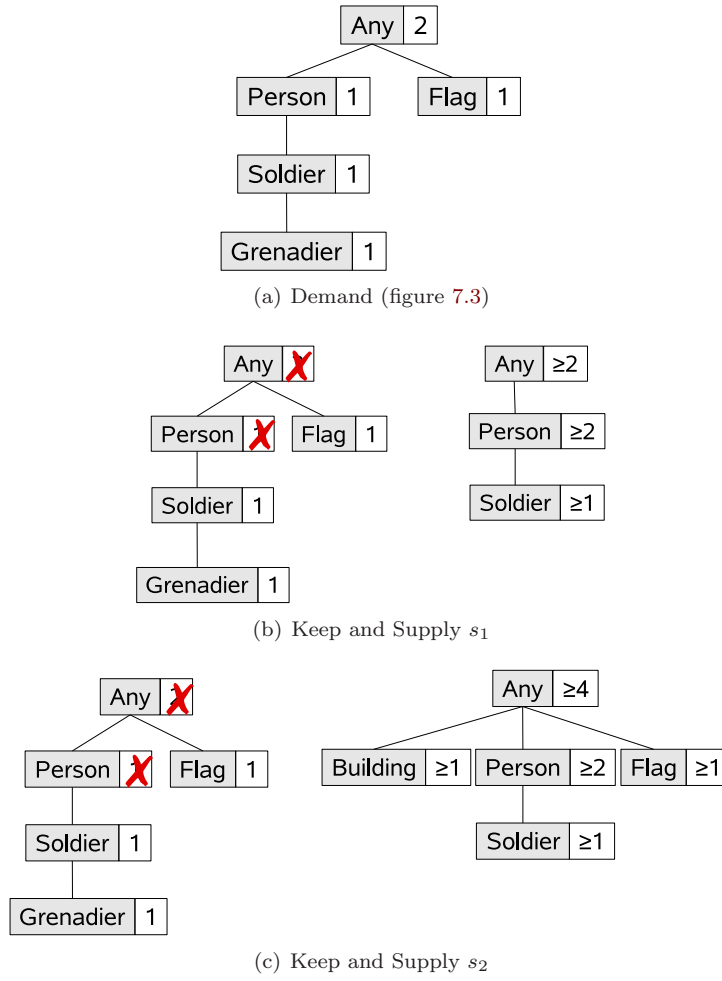 Any 2
Person 1 Flag 1
Soldier 1
Grenadier 1
(a) Demand (figure 7.3)
Any Any ≥2
Person Flag 1 Person ≥2
Soldier 1 Soldier ≥1
Grenadier 1
(b) Keep and Supply s₁
Any Any ≥4
Person Flag 1 Building ≥1 Person ≥2 Flag ≥1
Soldier 1 Soldier ≥1
Grenadier 1
(c) Keep and Supply s₂